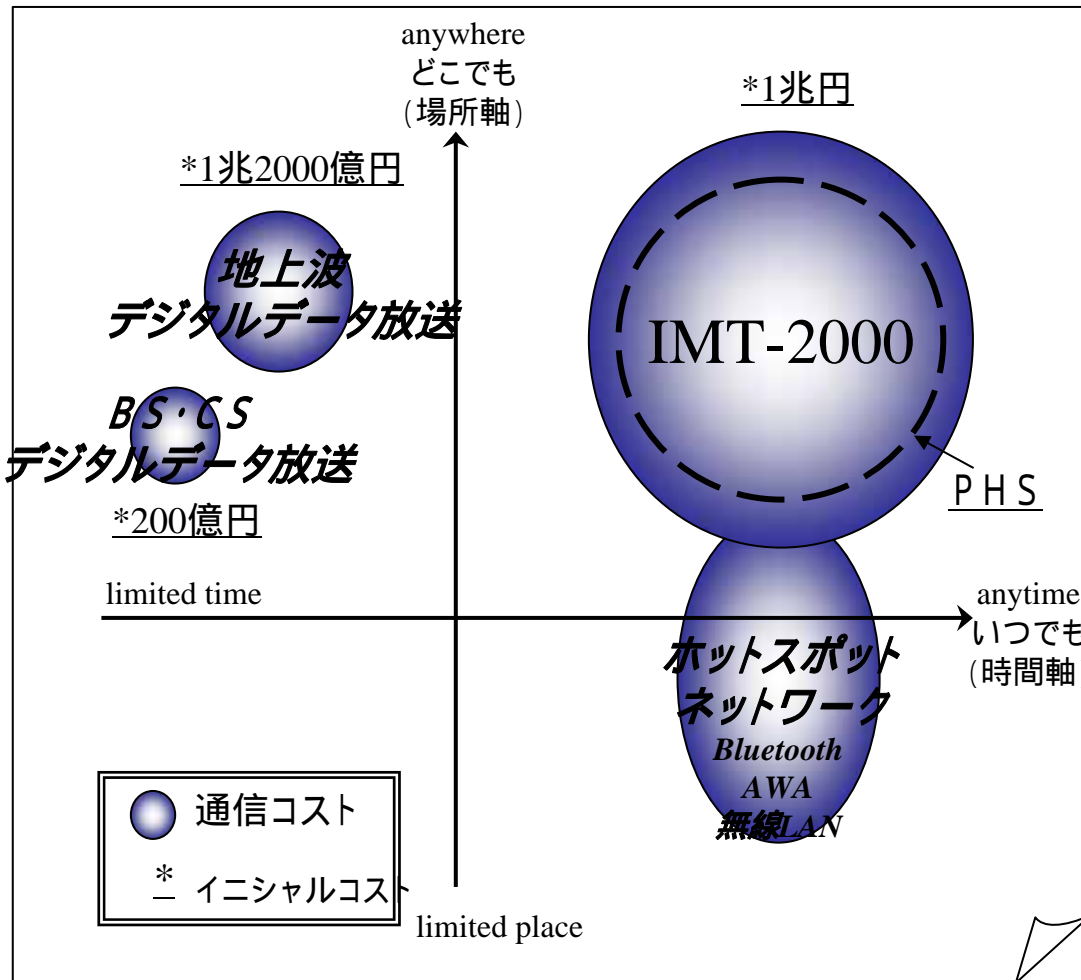 anywhere
どこでも
(場所軸)
*1兆円
*1兆2000億円
地上波
デジタルデータ放送
IMT-2000
BS・CS
デジタルデータ放送
PHS
*200億円
limited time
anytime
いつでも
(時間軸
ホットスポット
ネットワーク
Bluetooth
AWA
無線LAN
通信コスト
* イニシャルコスト
limited place